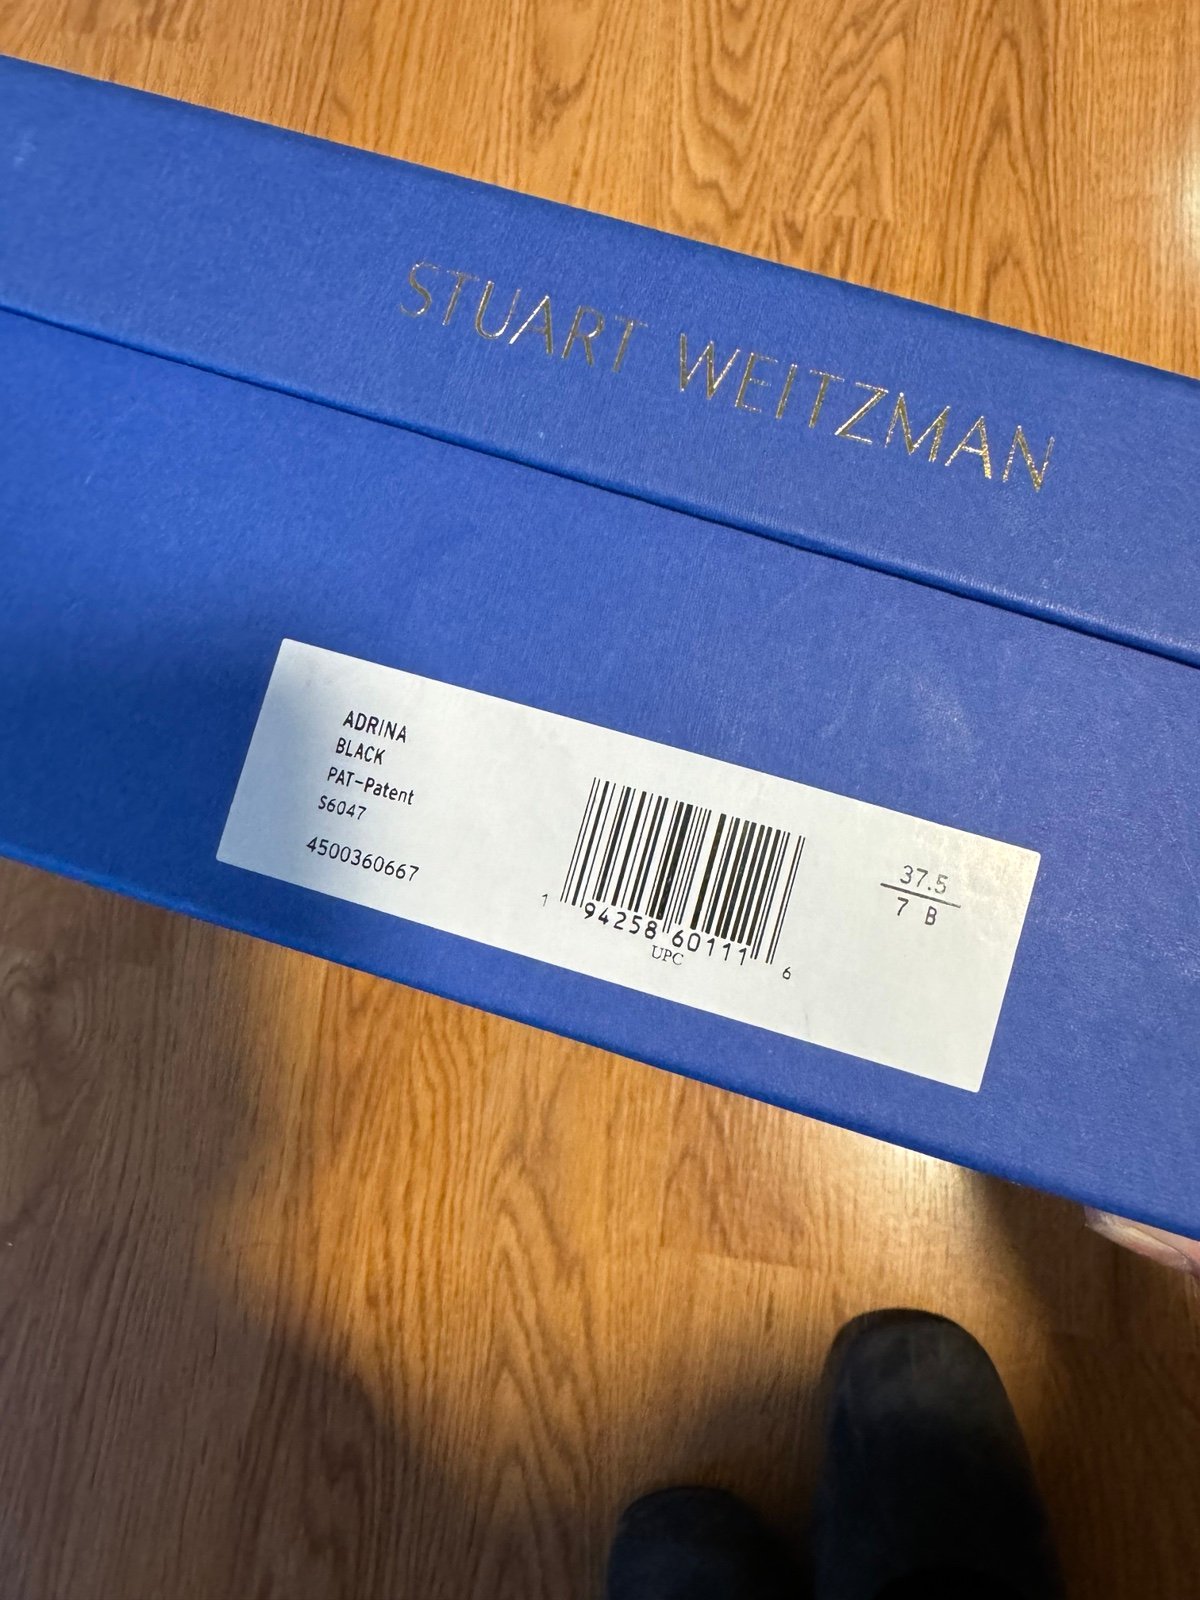 STUART WEITZMAN
ADRINA
BLACK
PAT-Patent
S6047
4500360667
1 94258 60111 6
UPC
37.5
7 B